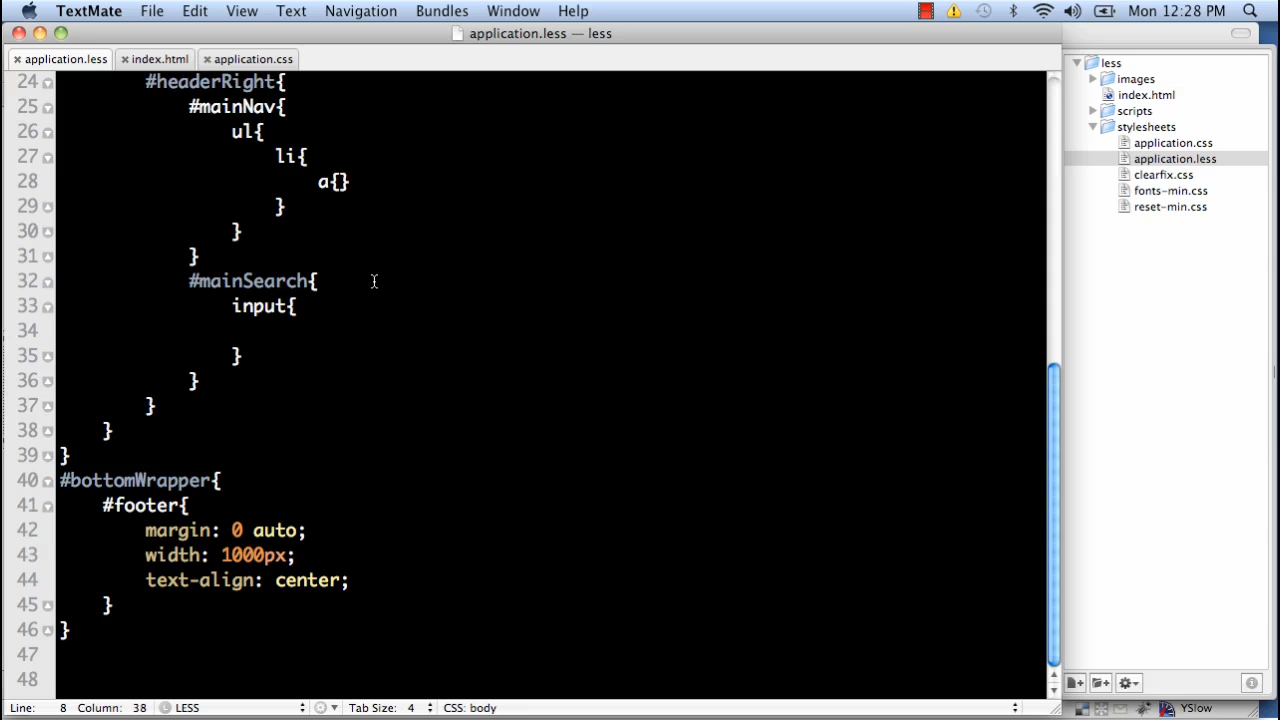 TextMate File Edit View Text Navigation Bundles Window Help Mon 12:28 PM
application.less — less
application.less index.html application.css
less
images
index.html
scripts
stylesheets
application.css
application.less
clearfix.css
fonts-min.css
reset-min.css
24 #headerRight{
25 #mainNav{
26 ul{
27 li{
28 a{}
29 }
30 }
31 }
32 #mainSearch{
33 input{
34
35 }
36 }
37 }
38 }
39 }
40 #bottomWrapper{
41 #footer{
42 margin: 0 auto;
43 width: 1000px;
44 text-align: center;
45 }
46 }
47
48
Line: 8 Column: 38 LESS Tab Size: 4 CSS: body
YSlow